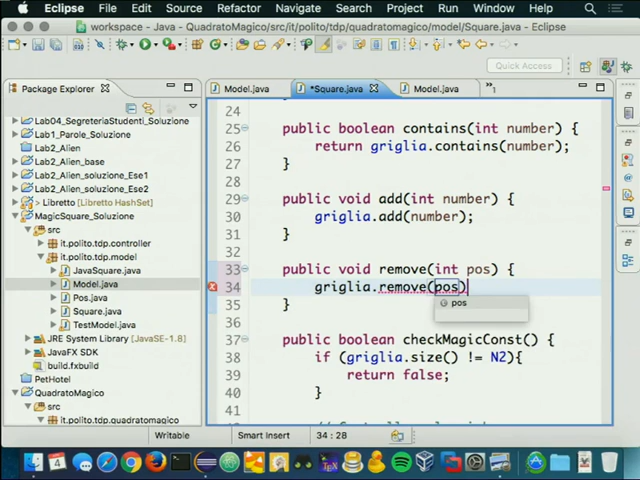 Eclipse File Edit Source Refactor Navigate Search Project Run Window Help
workspace - Java - QuadratoMagico/src/it/polito/tdp/quadratomagico/model/Square.java - Eclipse
Quick Access
Package Explorer
Lab04_SegreteriaStudenti_Soluzione
Lab1_Parole_Soluzione
Lab2_Alien
Lab2_Alien_base
Lab2_Alien_soluzione_Ese1
Lab2_Alien_soluzione_Ese2
> Libretto [Libretto HashSet]
MagicSquare_Soluzione
src
it.polito.tdp.controller
it.polito.tdp.model
JavaSquare.java
Model.java
Pos.java
Square.java
TestModel.java
JRE System Library [JavaSE-1.8]
JavaFX SDK
build.fxbuild
PetHotel
QuadratoMagico
src
it.polito.tdp.quadratomagico
Model.java *Square.java Model.java »1
24
25 public boolean contains(int number) {
26 return griglia.contains(number);
27 }
28
29 public void add(int number) {
30 griglia.add(number);
31 }
32
33 public void remove(int pos) {
34 griglia.remove(pos)
pos
35 }
36
37 public boolean checkMagicConst() {
38 if (griglia.size() != N2){
39 return false;
40 }
41
Writable Smart Insert 34 : 28